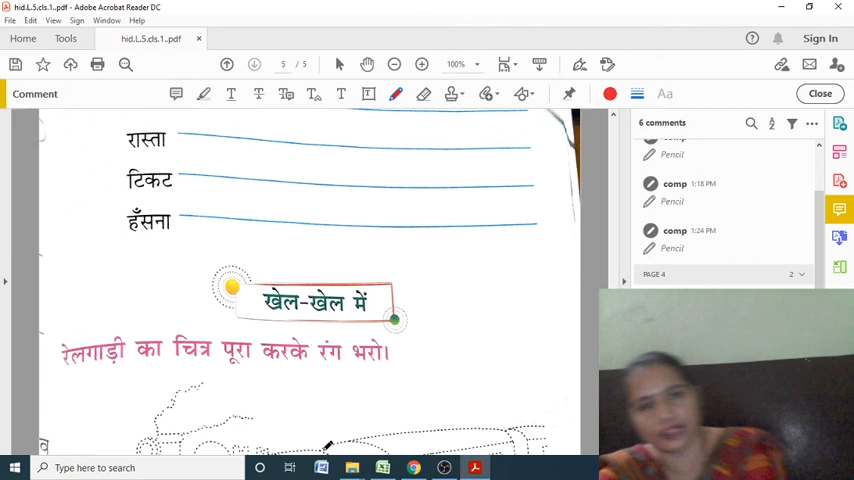 hid.L.5.cls.1..pdf - Adobe Acrobat Reader DC
File Edit View Sign Window Help
Home Tools hid.L.5.cls.1..pdf × Sign In
5 / 5 100%
Comment Close
6 comments
रास्ता
टिकट
हँसना
खेल-खेल में
रेलगाड़ी का चित्र पूरा करके रंग भरो।
Pencil
comp 1:18 PM
Pencil
comp 1:24 PM
Pencil
PAGE 4 2
Type here to search